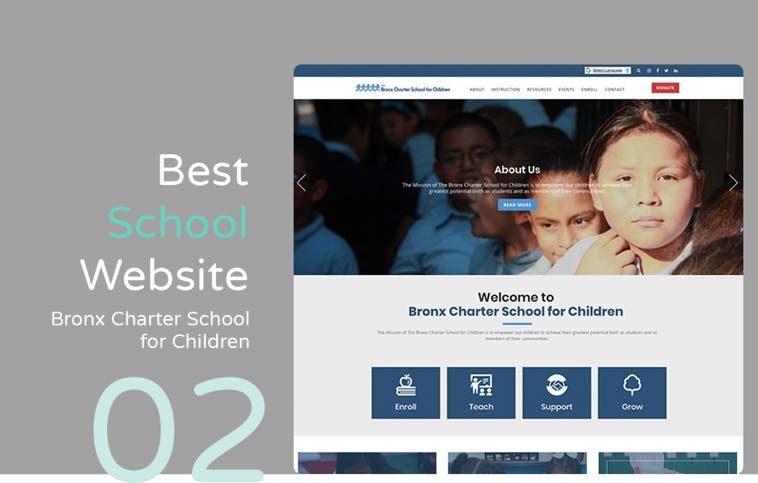 Best
School
Website
Bronx Charter School
for Children
02
Select Language
The
Bronx Charter School for Children
ABOUT INSTRUCTION RESOURCES EVENTS ENROLL CONTACT
DONATE
About Us
The Mission of The Bronx Charter School for Children is to empower our children to achieve their
greatest potential both as students and as members of their communities.
READ MORE
Welcome to
Bronx Charter School for Children
The Mission of The Bronx Charter School for Children is to empower our children to achieve their greatest potential both as students and as
members of their communities.
Enroll
Teach
Support
Grow